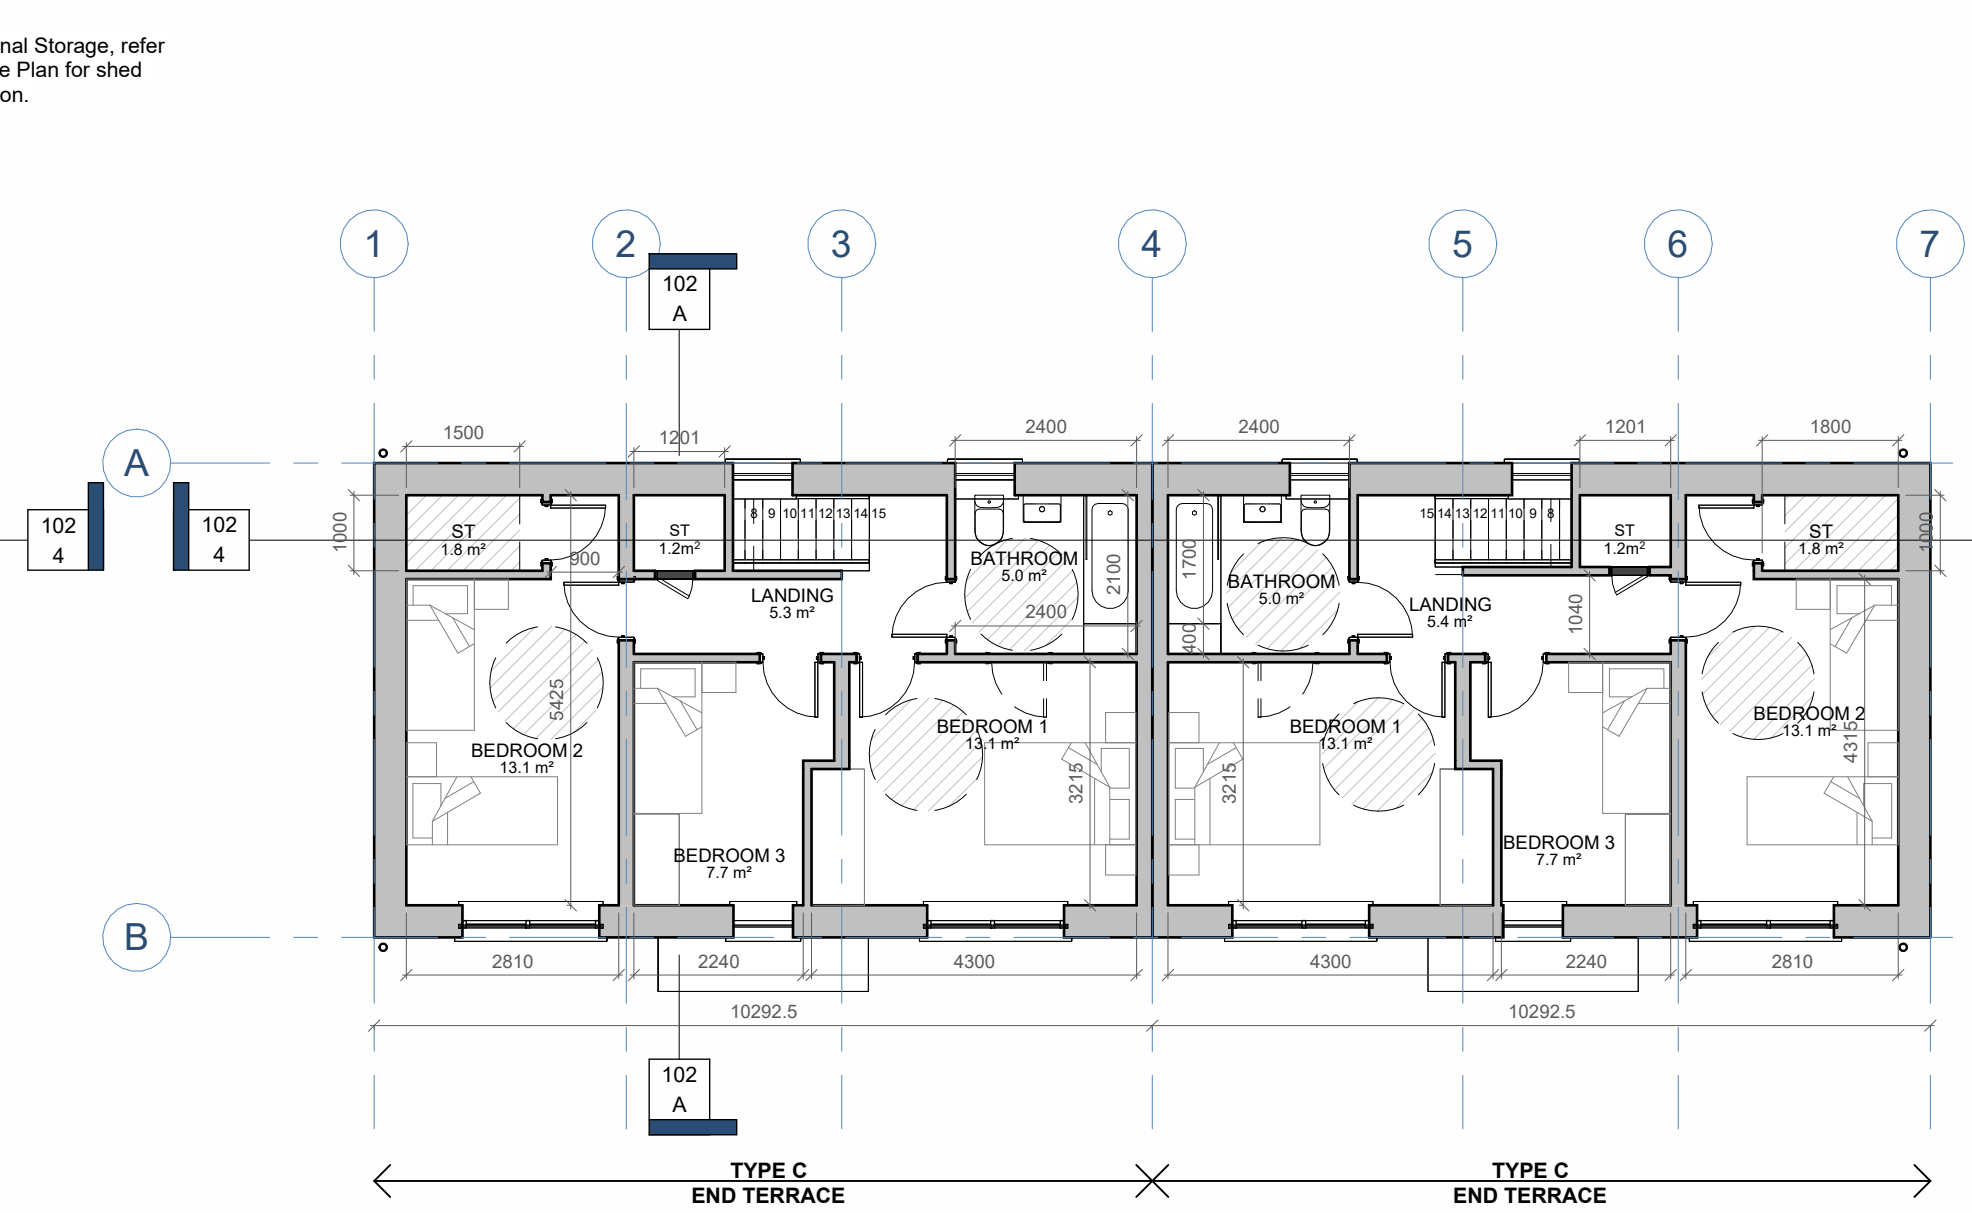 nal Storage, refer
e Plan for shed
on.
1
2
3
4
5
6
7
102
A
A
102
4
102
4
1500
1201
2400
2400
1201
1800
1000
ST
1.8 m²
900
ST
1.2m²
8 9 10 11 12 13 14 15
BATHROOM
5.0 m²
2100
2400
LANDING
5.3 m²
1700
400
BATHROOM
5.0 m²
15 14 13 12 11 10 9 8
LANDING
5.4 m²
1040
ST
1.2m²
ST
1.8 m²
1000
5425
BEDROOM 2
13.1 m²
BEDROOM 3
7.7 m²
BEDROOM 1
13.1 m²
3215
3215
BEDROOM 1
13.1 m²
BEDROOM 3
7.7 m²
BEDROOM 2
13.1 m²
4315
B
2810
2240
4300
4300
2240
2810
10292.5
10292.5
102
A
TYPE C
END TERRACE
TYPE C
END TERRACE